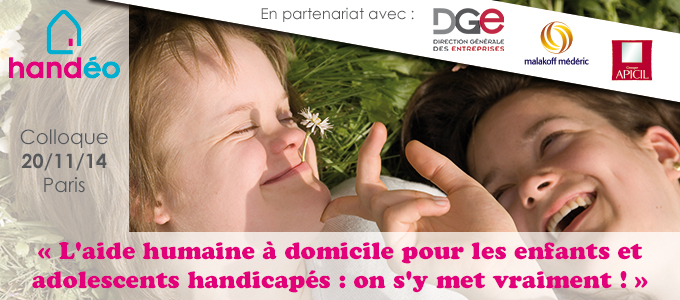 En partenariat avec :
DGE
DIRECTION GÉNÉRALE
DES ENTREPRISES
malakoff médéric
Groupe
APICIL
handéo
Colloque
20/11/14
Paris
« L'aide humaine à domicile pour les enfants et
adolescents handicapés : on s'y met vraiment ! »